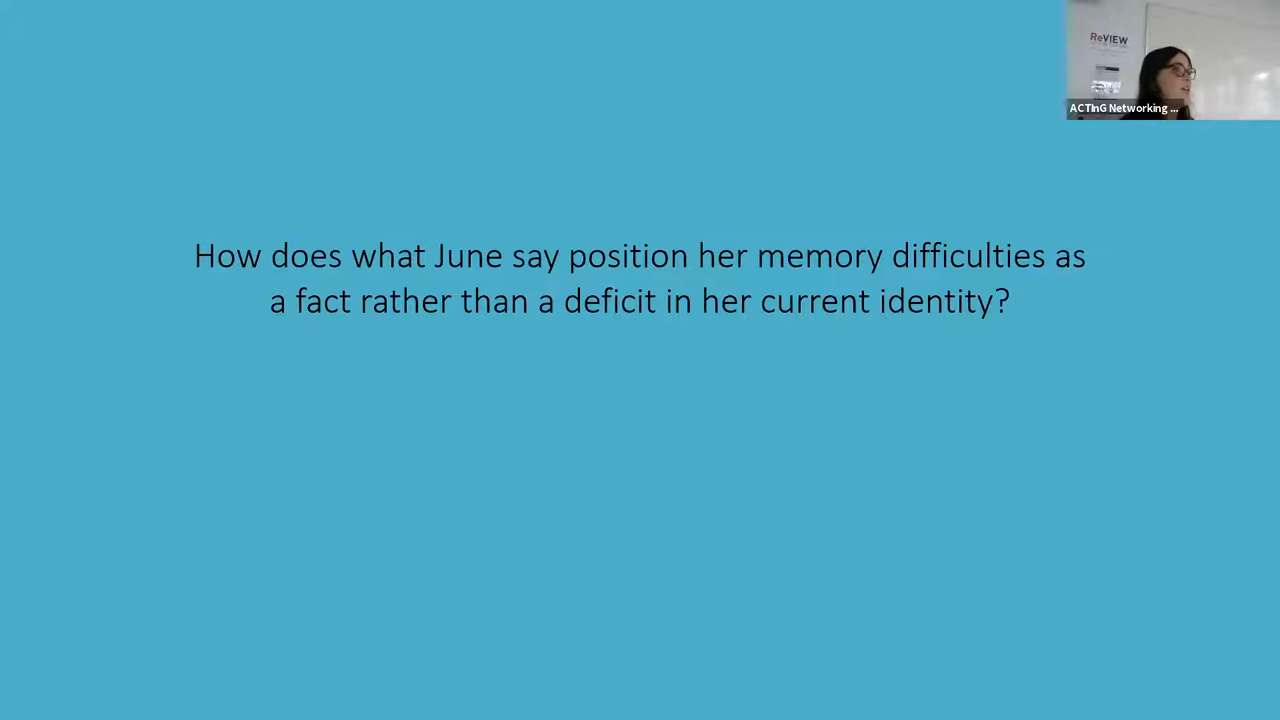 ReVIEW
ACTInG Networking ...
How does what June say position her memory difficulties as
a fact rather than a deficit in her current identity?